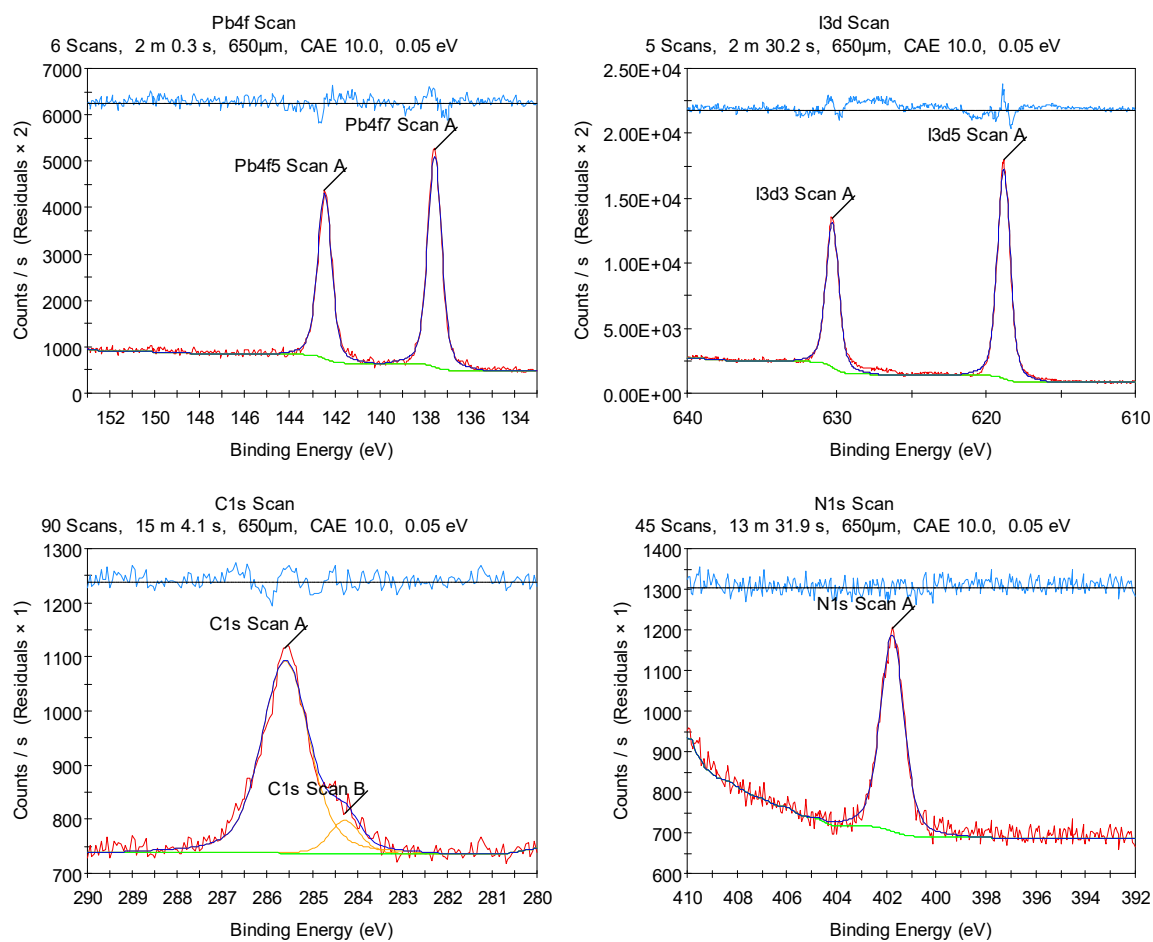 Pb4f Scan
6 Scans, 2 m 0.3 s, 650µm, CAE 10.0, 0.05 eV
Counts / s (Residuals × 2)
7000
6000
5000
4000
3000
2000
1000
0
Pb4f7 Scan A
Pb4f5 Scan A
152 150 148 146 144 142 140 138 136 134
Binding Energy (eV)
I3d Scan
5 Scans, 2 m 30.2 s, 650µm, CAE 10.0, 0.05 eV
Counts / s (Residuals × 2)
2.50E+04
2.00E+04
1.50E+04
1.00E+04
5.00E+03
0.00E+00
I3d5 Scan A
I3d3 Scan A
640 630 620 610
Binding Energy (eV)
C1s Scan
90 Scans, 15 m 4.1 s, 650µm, CAE 10.0, 0.05 eV
Counts / s (Residuals × 1)
1300
1200
1100
1000
900
800
700
C1s Scan A
C1s Scan B
290 289 288 287 286 285 284 283 282 281 280
Binding Energy (eV)
N1s Scan
45 Scans, 13 m 31.9 s, 650µm, CAE 10.0, 0.05 eV
Counts / s (Residuals × 1)
1400
1300
1200
1100
1000
900
800
700
600
N1s Scan A
410 408 406 404 402 400 398 396 394 392
Binding Energy (eV)